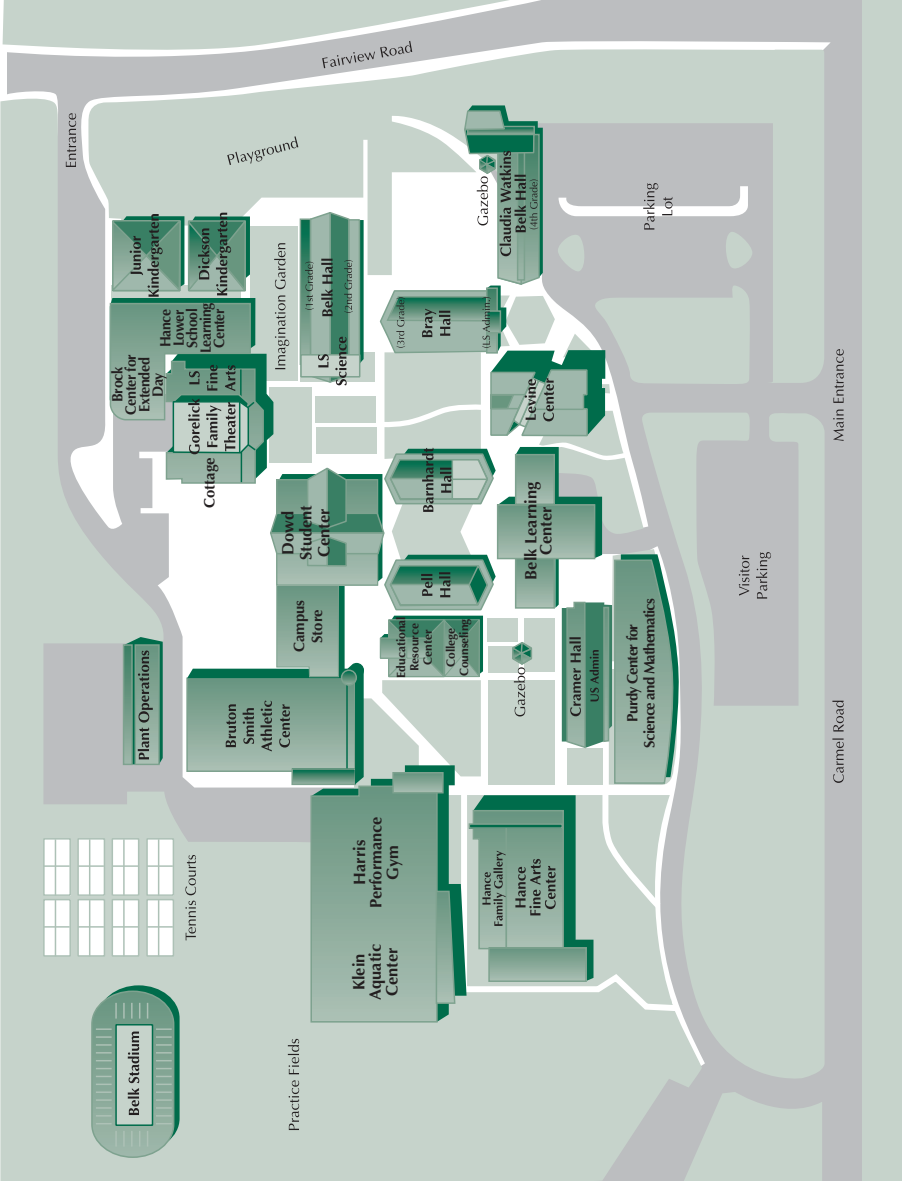 Fairview Road
Entrance
Playground
Junior
Kindergarten
Dickson
Kindergarten
Hance
Lower
School
Learning
Center
Brock
Center for
Extended
Day
LS
Fine
Arts
Gorelick
Family
Theater
Cottage
Imagination Garden
(1st Grade)
Belk Hall
(2nd Grade)
LS
Science
(3rd Grade)
Bray
Hall
(LS Admin)
Gazebo
Claudia Watkins
Belk Hall
(4th Grade)
Parking
Lot
Levine
Center
Main Entrance
Barnhardt
Hall
Dowd
Student
Center
Belk Learning
Center
Pell
Hall
Visitor
Parking
Campus
Store
Educational
Resource
Center
College
Counseling
Gazebo
Cramer Hall
US Admin
Purdy Center for
Science and Mathematics
Plant Operations
Bruton
Smith
Athletic
Center
Carmel Road
Tennis Courts
Harris
Performance
Gym
Klein
Aquatic
Center
Hance
Family Gallery
Hance
Fine Arts
Center
Belk Stadium
Practice Fields